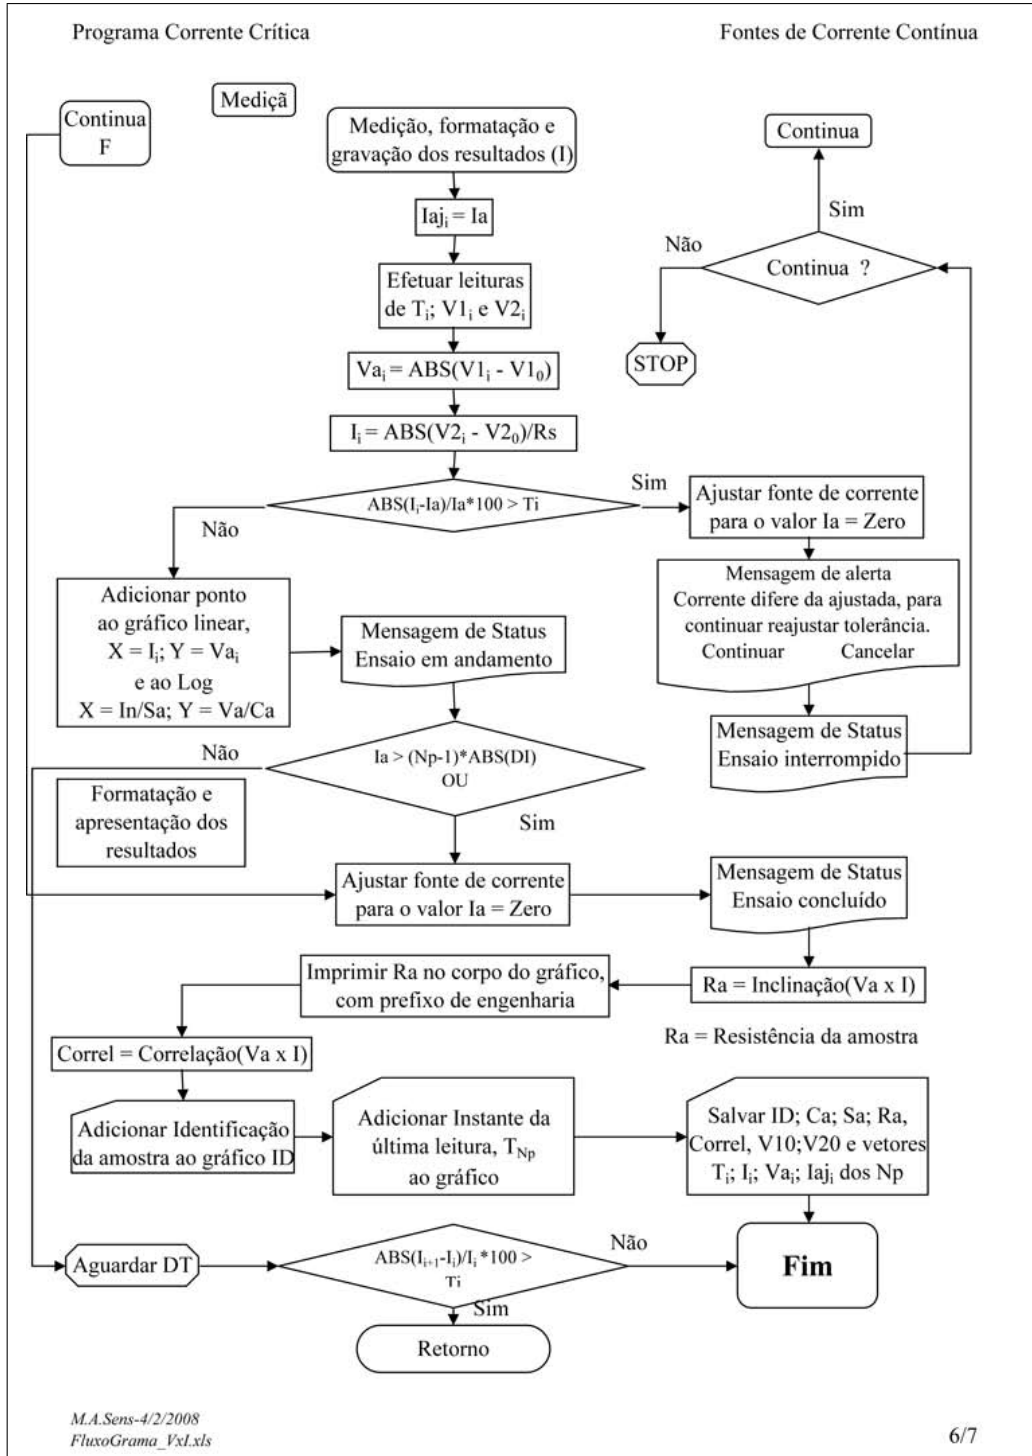 Programa Corrente Crítica
Fontes de Corrente Contínua
Continua
F
Mediçã
Medição, formatação e
gravação dos resultados (I)
Continua
Iajᵢ = Ia
Sim
Não
Continua ?
Efetuar leituras
de Tᵢ; V1ᵢ e V2ᵢ
STOP
Vaᵢ = ABS(V1ᵢ - V1₀)
Iᵢ = ABS(V2ᵢ - V2₀)/Rs
Sim
ABS(Iᵢ-Ia)/Ia*100 > Ti
Não
Ajustar fonte de corrente
para o valor Ia = Zero
Mensagem de alerta
Corrente difere da ajustada, para
continuar reajustar tolerância.
Continuar Cancelar
Adicionar ponto
ao gráfico linear,
X = Iᵢ; Y = Vaᵢ
e ao Log
X = In/Sa; Y = Va/Ca
Mensagem de Status
Ensaio em andamento
Mensagem de Status
Ensaio interrompido
Não
Ia > (Np-1)*ABS(DI)
OU
Sim
Formatação e
apresentação dos
resultados
Ajustar fonte de corrente
para o valor Ia = Zero
Mensagem de Status
Ensaio concluído
Imprimir Ra no corpo do gráfico,
com prefixo de engenharia
Ra = Inclinação(Va x I)
Ra = Resistência da amostra
Correl = Correlação(Va x I)
Adicionar Identificação
da amostra ao gráfico ID
Adicionar Instante da
última leitura, T_Np
ao gráfico
Salvar ID; Ca; Sa; Ra,
Correl, V10;V20 e vetores
Tᵢ; Iᵢ; Vaᵢ; Iajᵢ dos Np
Aguardar DT
ABS(Iᵢ₊₁-Iᵢ)/Iᵢ *100 >
Ti
Não
Fim
Sim
Retorno
M.A.Sens-4/2/2008
FluxoGrama_VxI.xls
6/7